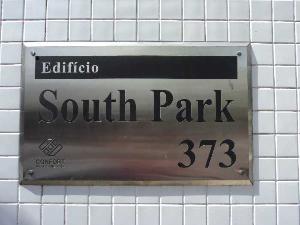 Edifício
South Park
373
CONFORT